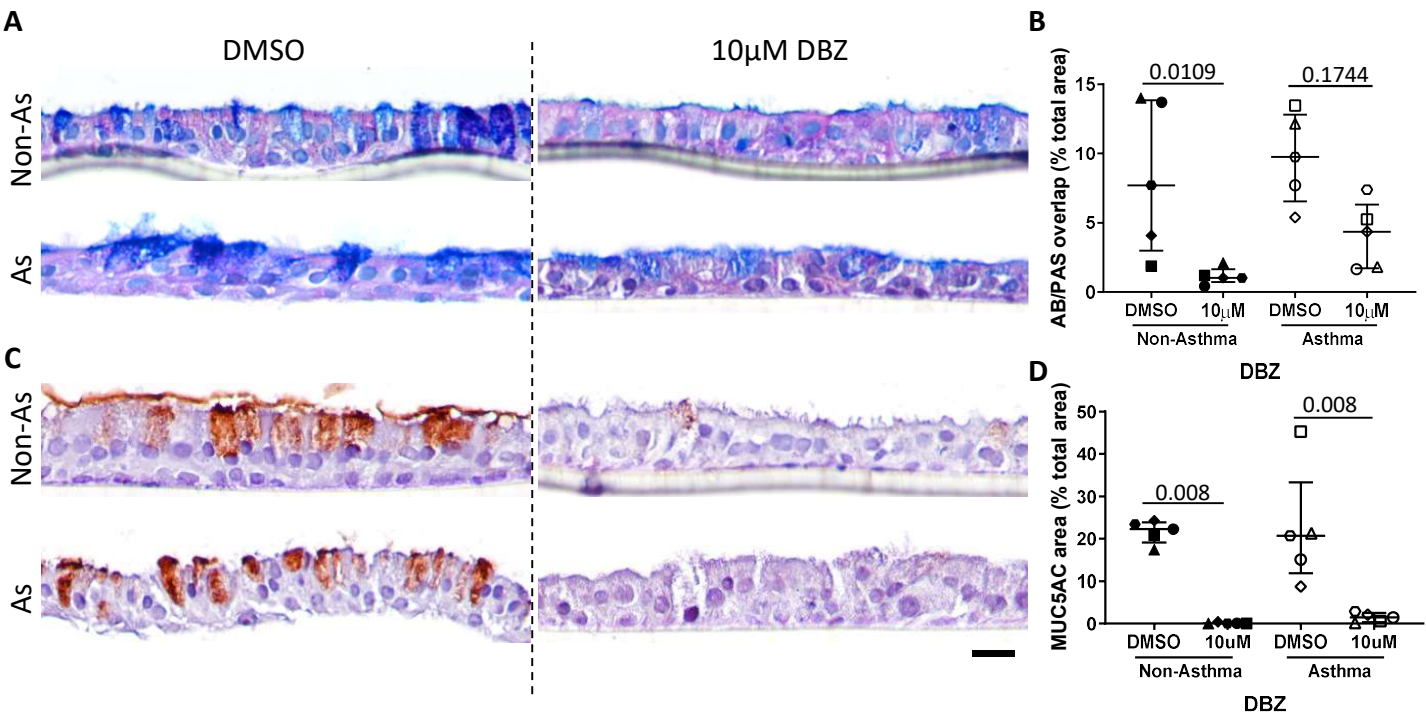 A
DMSO
10µM DBZ
Non-As
As
B
AB/PAS overlap (% total area)
15
10
5
0
0.0109
0.1744
DMSO
10µM
DMSO
10µM
Non-Asthma
Asthma
DBZ
C
Non-As
As
D
MUC5AC area (% total area)
50
40
30
20
10
0
0.008
0.008
DMSO
10uM
DMSO
10uM
Non-Asthma
Asthma
DBZ